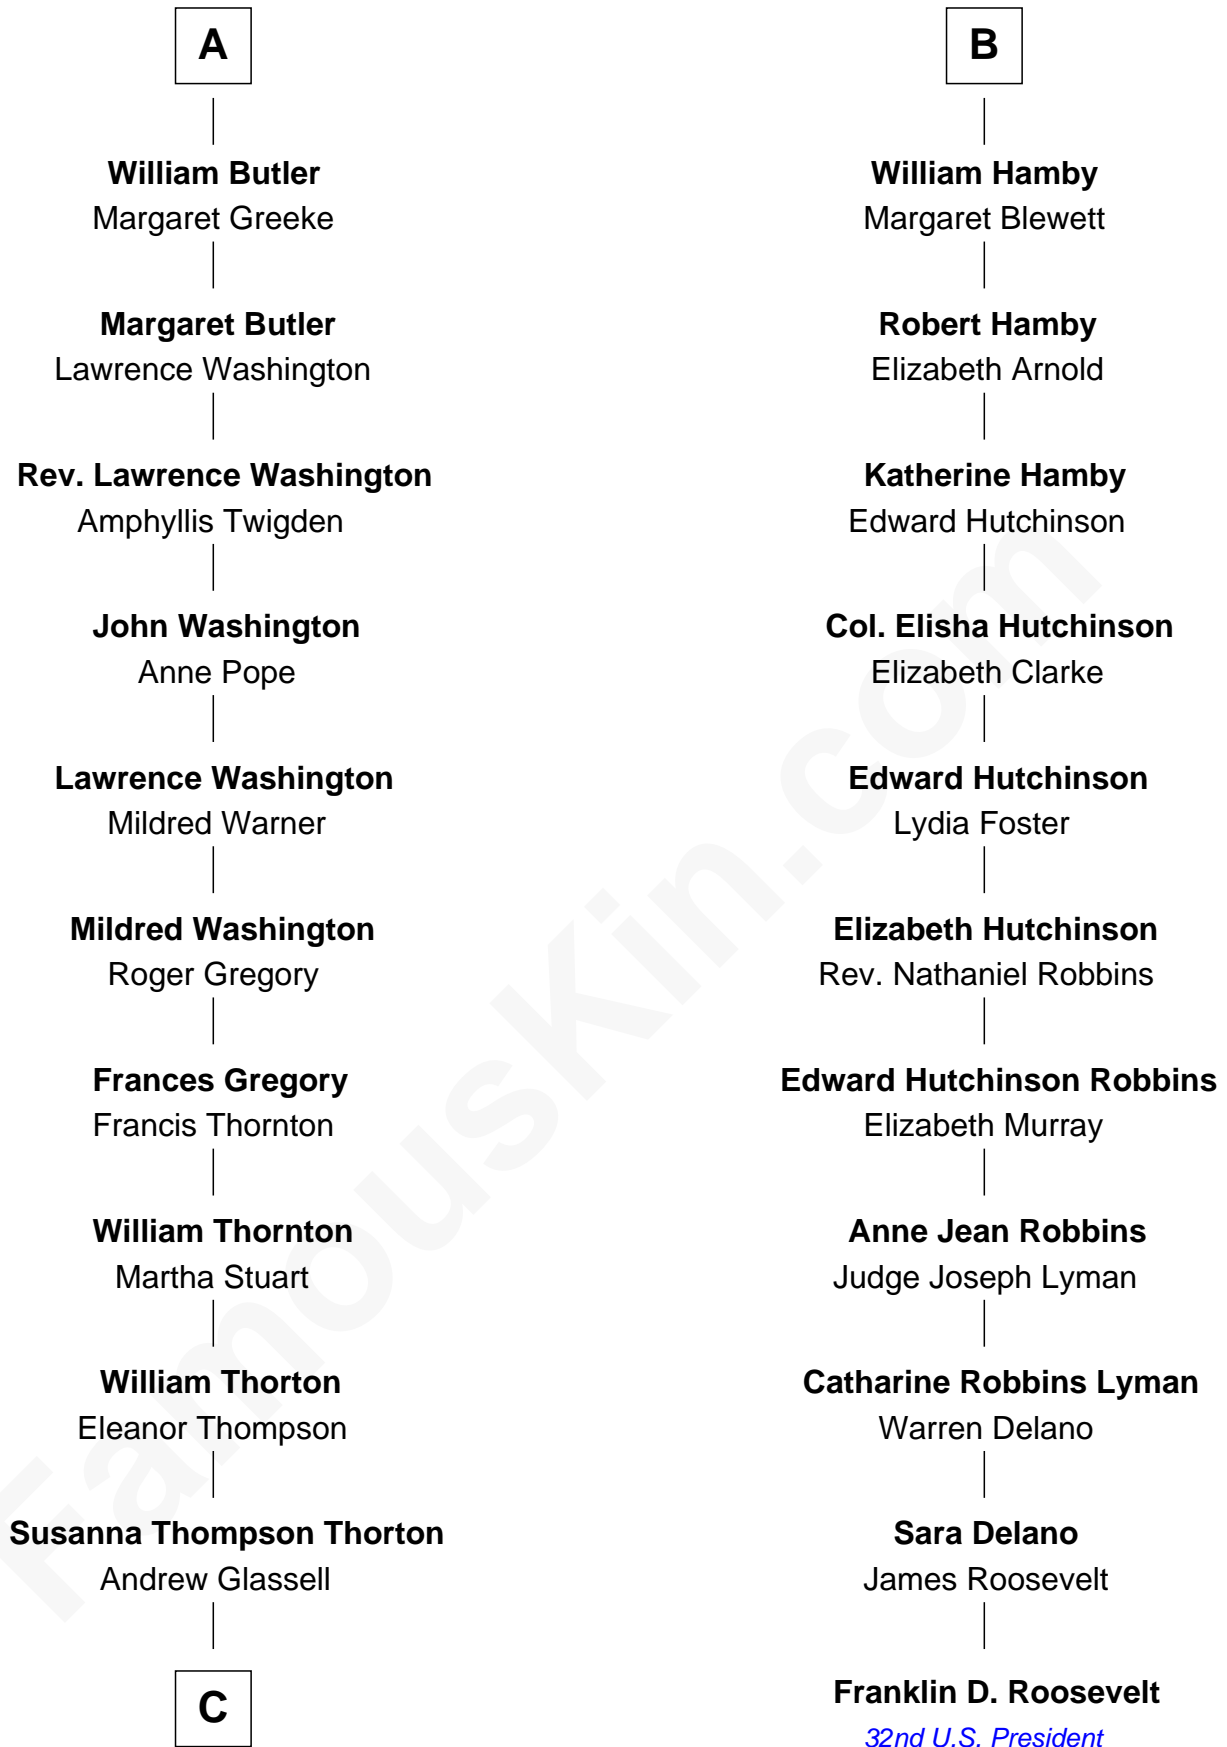 A
William Butler
Margaret Greeke
Margaret Butler
Lawrence Washington
Rev. Lawrence Washington
Amphyllis Twigden
John Washington
Anne Pope
Lawrence Washington
Mildred Warner
Mildred Washington
Roger Gregory
Frances Gregory
Francis Thornton
William Thornton
Martha Stuart
William Thorton
Eleanor Thompson
Susanna Thompson Thorton
Andrew Glassell
C
B
William Hamby
Margaret Blewett
Robert Hamby
Elizabeth Arnold
Katherine Hamby
Edward Hutchinson
Col. Elisha Hutchinson
Elizabeth Clarke
Edward Hutchinson
Lydia Foster
Elizabeth Hutchinson
Rev. Nathaniel Robbins
Edward Hutchinson Robbins
Elizabeth Murray
Anne Jean Robbins
Judge Joseph Lyman
Catharine Robbins Lyman
Warren Delano
Sara Delano
James Roosevelt
Franklin D. Roosevelt
32nd U.S. President
FamousKin.com